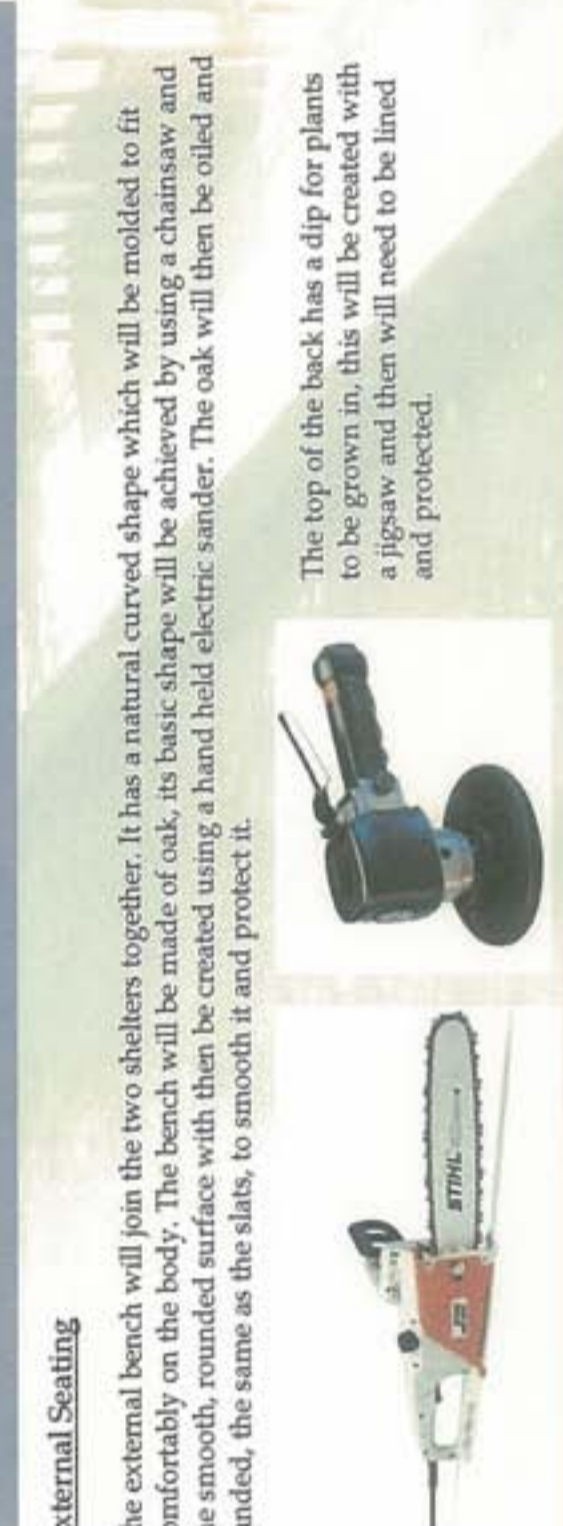 xternal Seating
he external bench will join the two shelters together. It has a natural curved shape which will be molded to fit
omfortably on the body. The bench will be made of oak, its basic shape will be achieved by using a chainsaw and
he smooth, rounded surface with then be created using a hand held electric sander. The oak will then be oiled and
anded, the same as the slats, to smooth it and protect it.
The top of the back has a dip for plants
to be grown in, this will be created with
a jigsaw and then will need to be lined
and protected.
STIHL